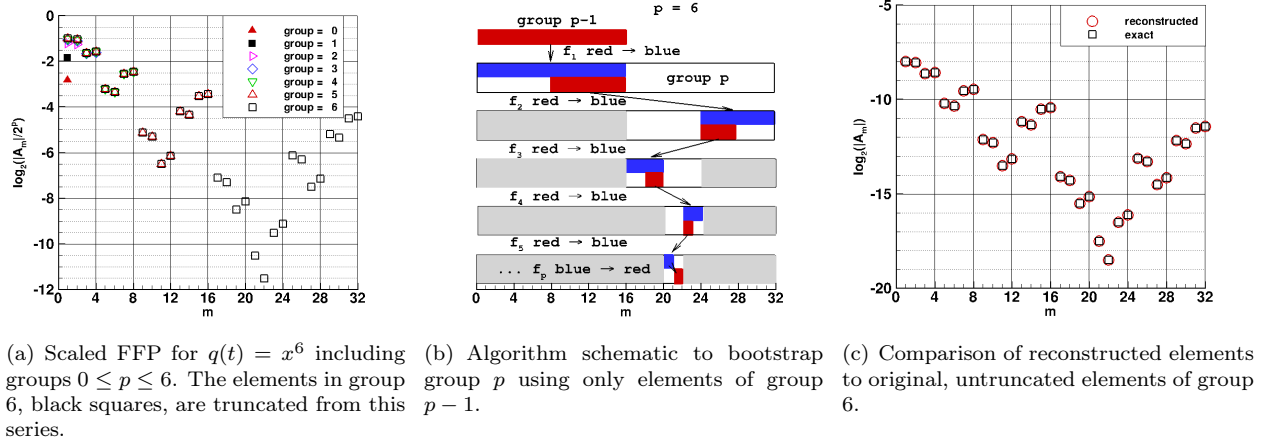 0
-2
-4
-6
-8
-10
-12
log2(|Am|/2^p)
0 4 8 12 16 20 24 28 32
m
group = 0
group = 1
group = 2
group = 3
group = 4
group = 5
group = 6
p = 6
group p-1
f1 red → blue
group p
f2 red → blue
f3 red → blue
f4 red → blue
f5 red → blue
... fp blue → red
0 4 8 12 16 20 24 28 32
m
-5
-10
-15
-20
log2(|Am|)
reconstructed
exact
0 4 8 12 16 20 24 28 32
m
(a) Scaled FFP for q(t) = x^6 including
groups 0 ≤ p ≤ 6. The elements in group
6, black squares, are truncated from this
series.
(b) Algorithm schematic to bootstrap
group p using only elements of group
p − 1.
(c) Comparison of reconstructed elements
to original, untruncated elements of group
6.